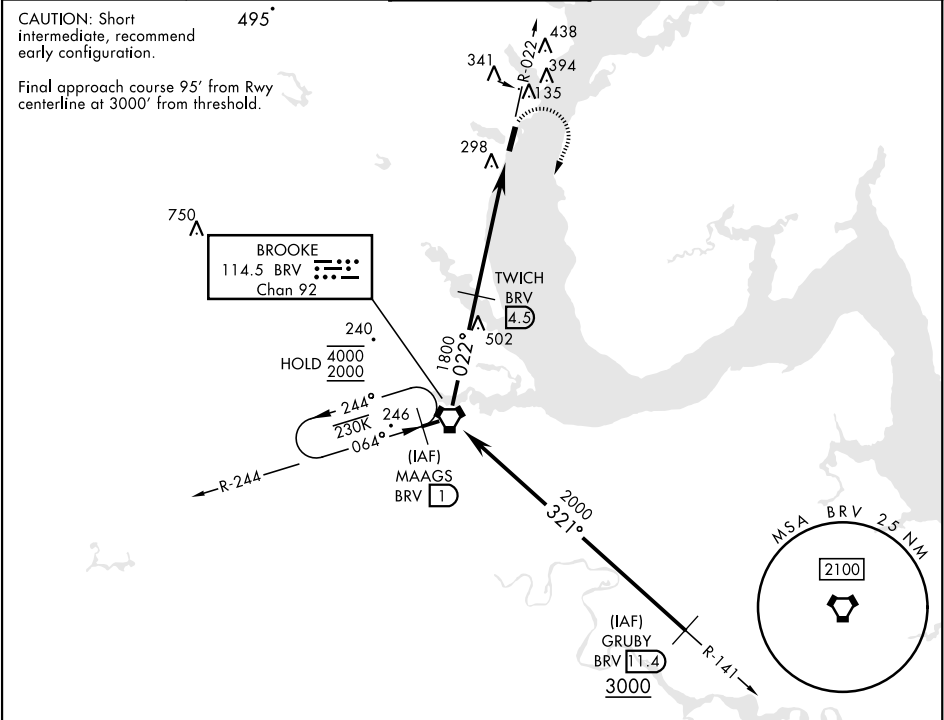 CAUTION: Short
intermediate, recommend
early configuration.
495
Final approach course 95' from Rwy
centerline at 3000' from threshold.
R-022
438
341
394
135
298
750
BROOKE
114.5 BRV
Chan 92
TWICH
BRV
4.5
502
1800
022°
240
HOLD 4000
2000
244°
230K
246
064°
R-244
(IAF)
MAAGS
BRV 1
2000
321°
(IAF)
GRUBY
BRV 11.4
3000
R-141
MSA BRV 25 NM
2100